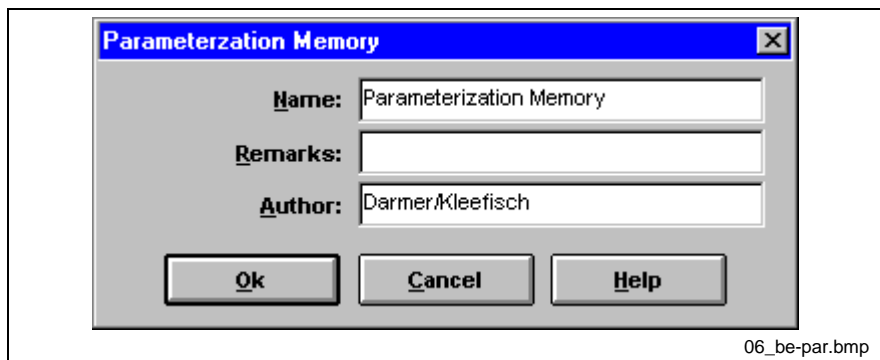 Parameterzation Memory
Name: Parameterization Memory
Remarks:
Author: Darmer/Kleefisch
Ok Cancel Help
06_be-par.bmp